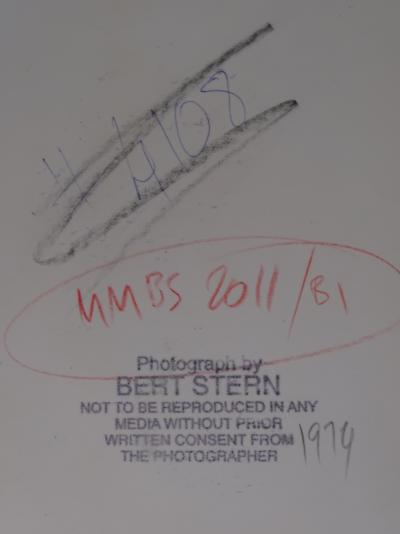 # 4108
MMBS 2011/81
Photograph by
BERT STERN
NOT TO BE REPRODUCED IN ANY
MEDIA WITHOUT PRIOR
WRITTEN CONSENT FROM
THE PHOTOGRAPHER
1974